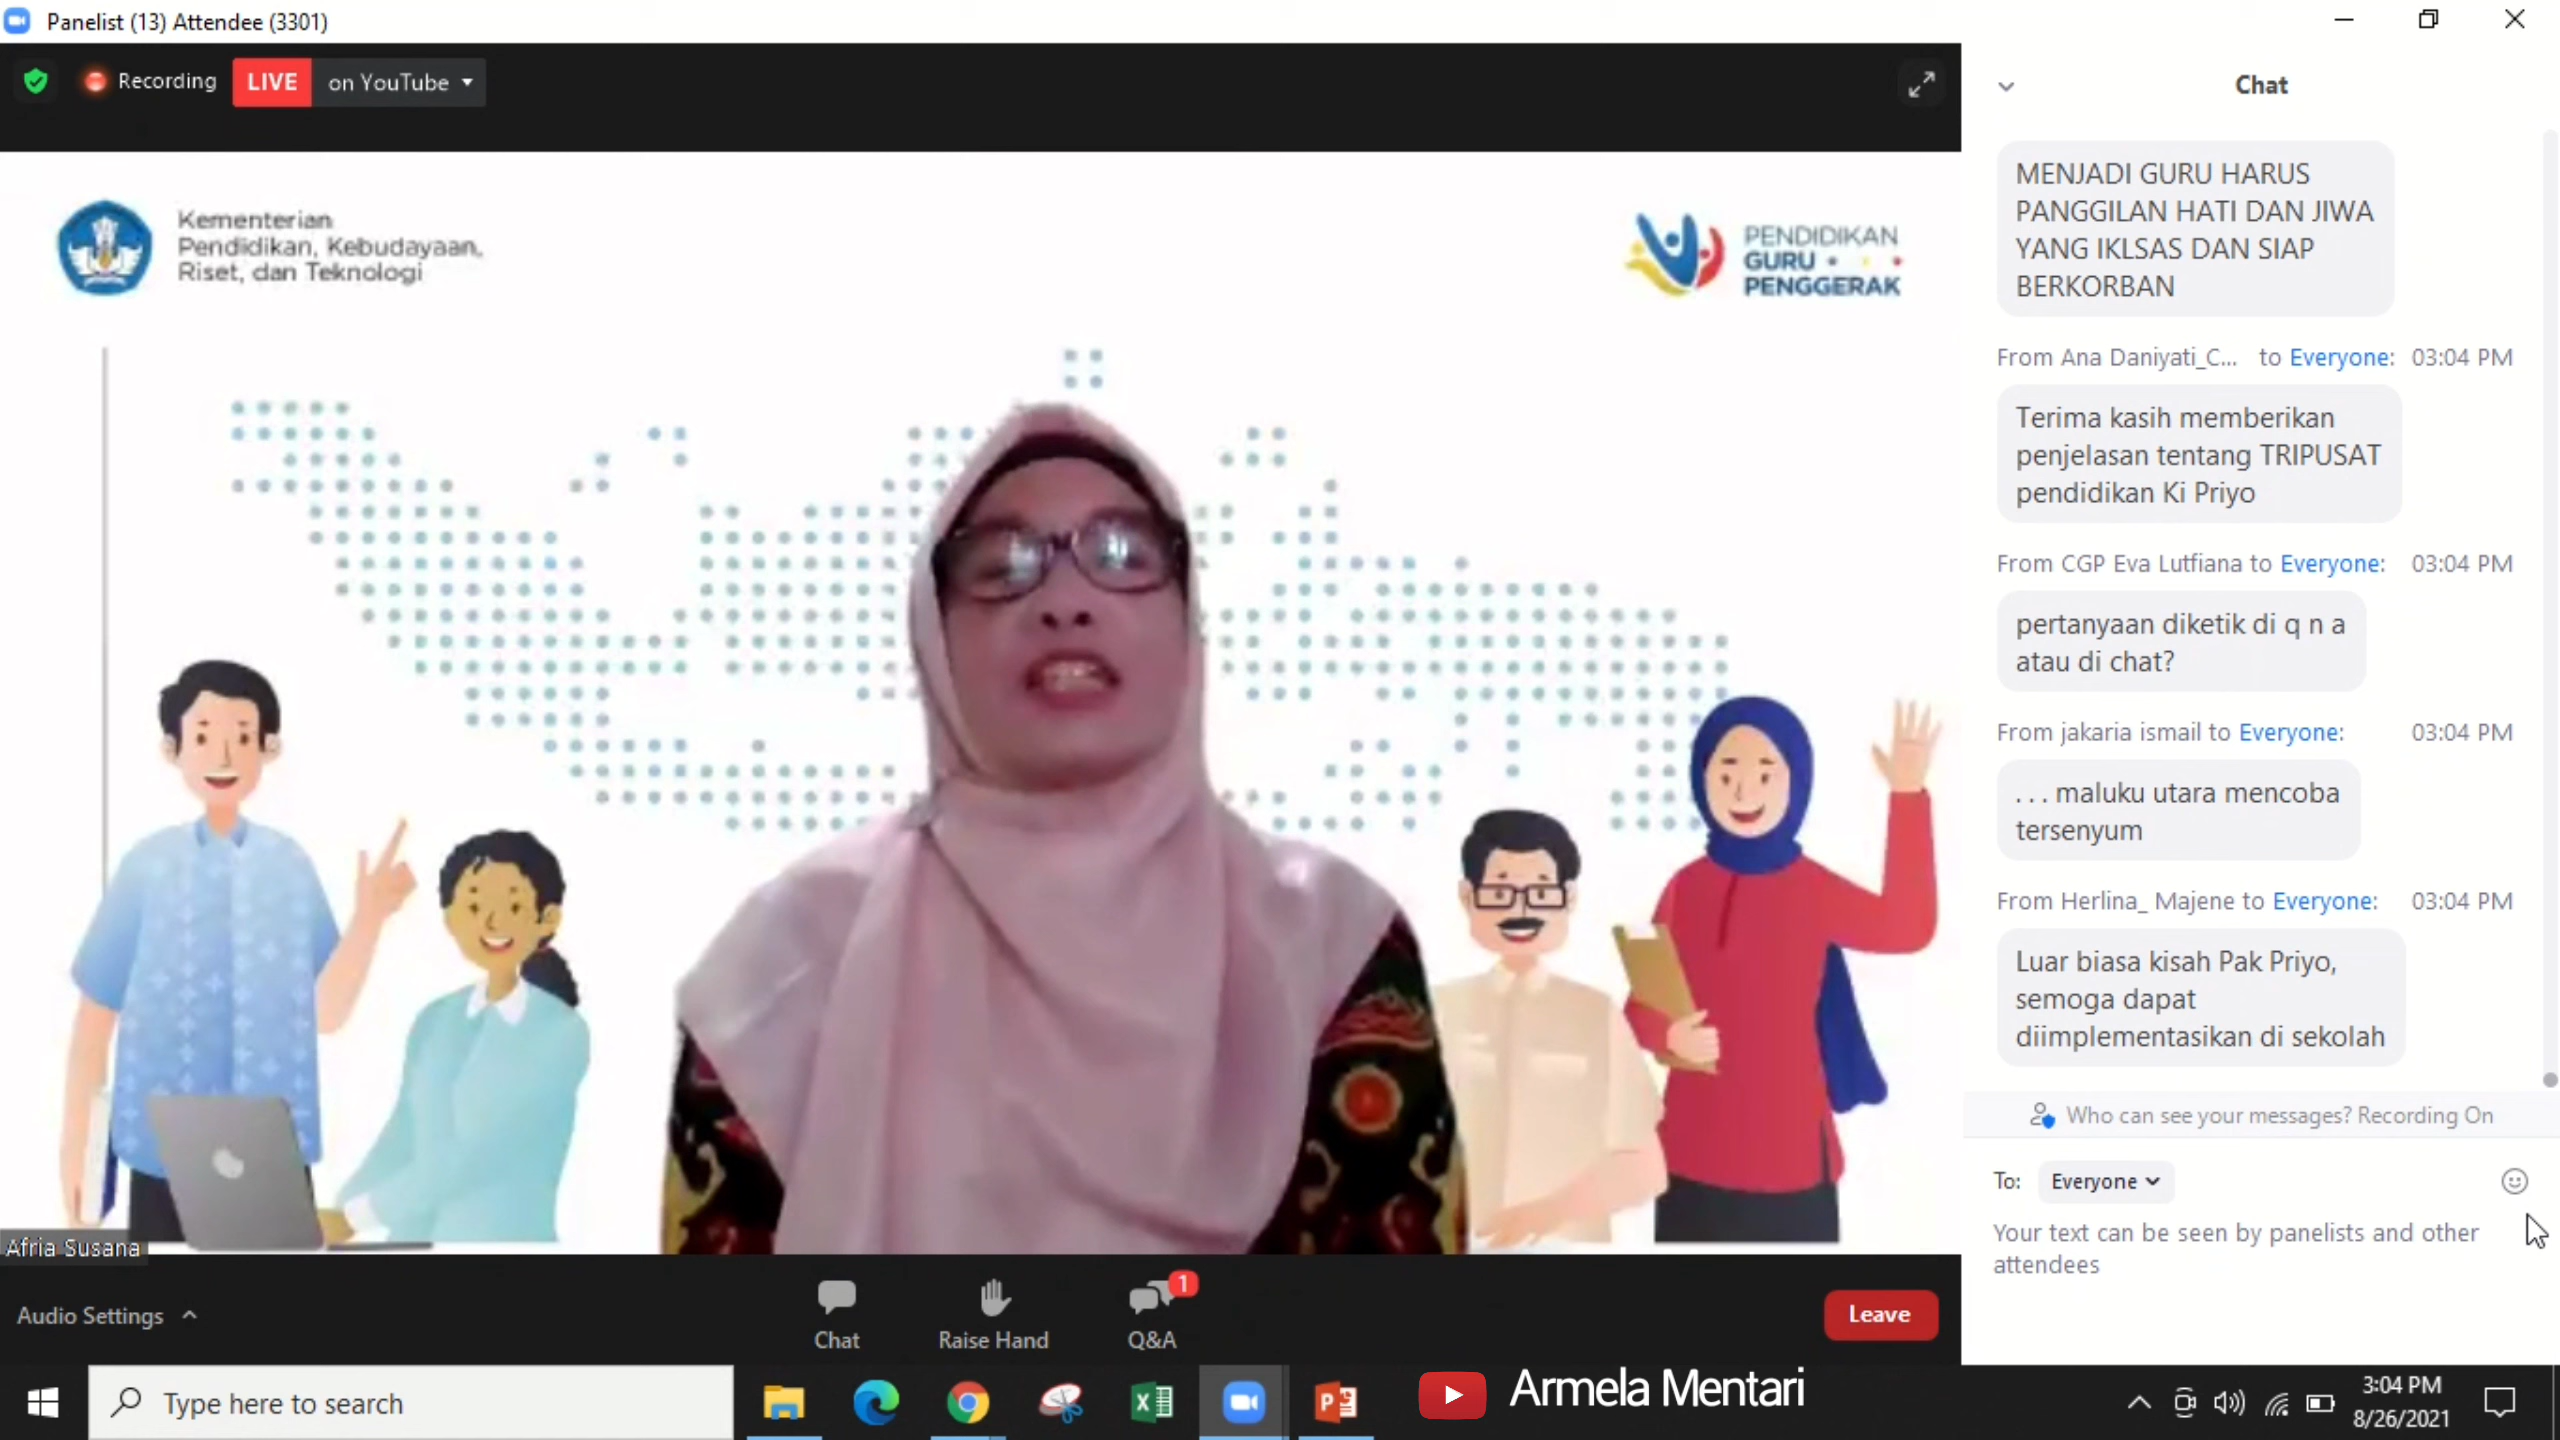 Panelist (13) Attendee (3301)
Recording
LIVE on YouTube
Kementerian
Pendidikan, Kebudayaan,
Riset, dan Teknologi
PENDIDIKAN
GURU
PENGGERAK
Afria Susana
Audio Settings
Chat
Raise Hand
1
Q&A
Leave
Chat
MENJADI GURU HARUS
PANGGILAN HATI DAN JIWA
YANG IKLSAS DAN SIAP
BERKORBAN
From Ana Daniyati_C... to Everyone: 03:04 PM
Terima kasih memberikan
penjelasan tentang TRIPUSAT
pendidikan Ki Priyo
From CGP Eva Lutfiana to Everyone: 03:04 PM
pertanyaan diketik di q n a
atau di chat?
From jakaria ismail to Everyone: 03:04 PM
. . . maluku utara mencoba
tersenyum
From Herlina_ Majene to Everyone: 03:04 PM
Luar biasa kisah Pak Priyo,
semoga dapat
diimplementasikan di sekolah
Who can see your messages? Recording On
To: Everyone
Your text can be seen by panelists and other
attendees
Type here to search
Armela Mentari
3:04 PM
8/26/2021